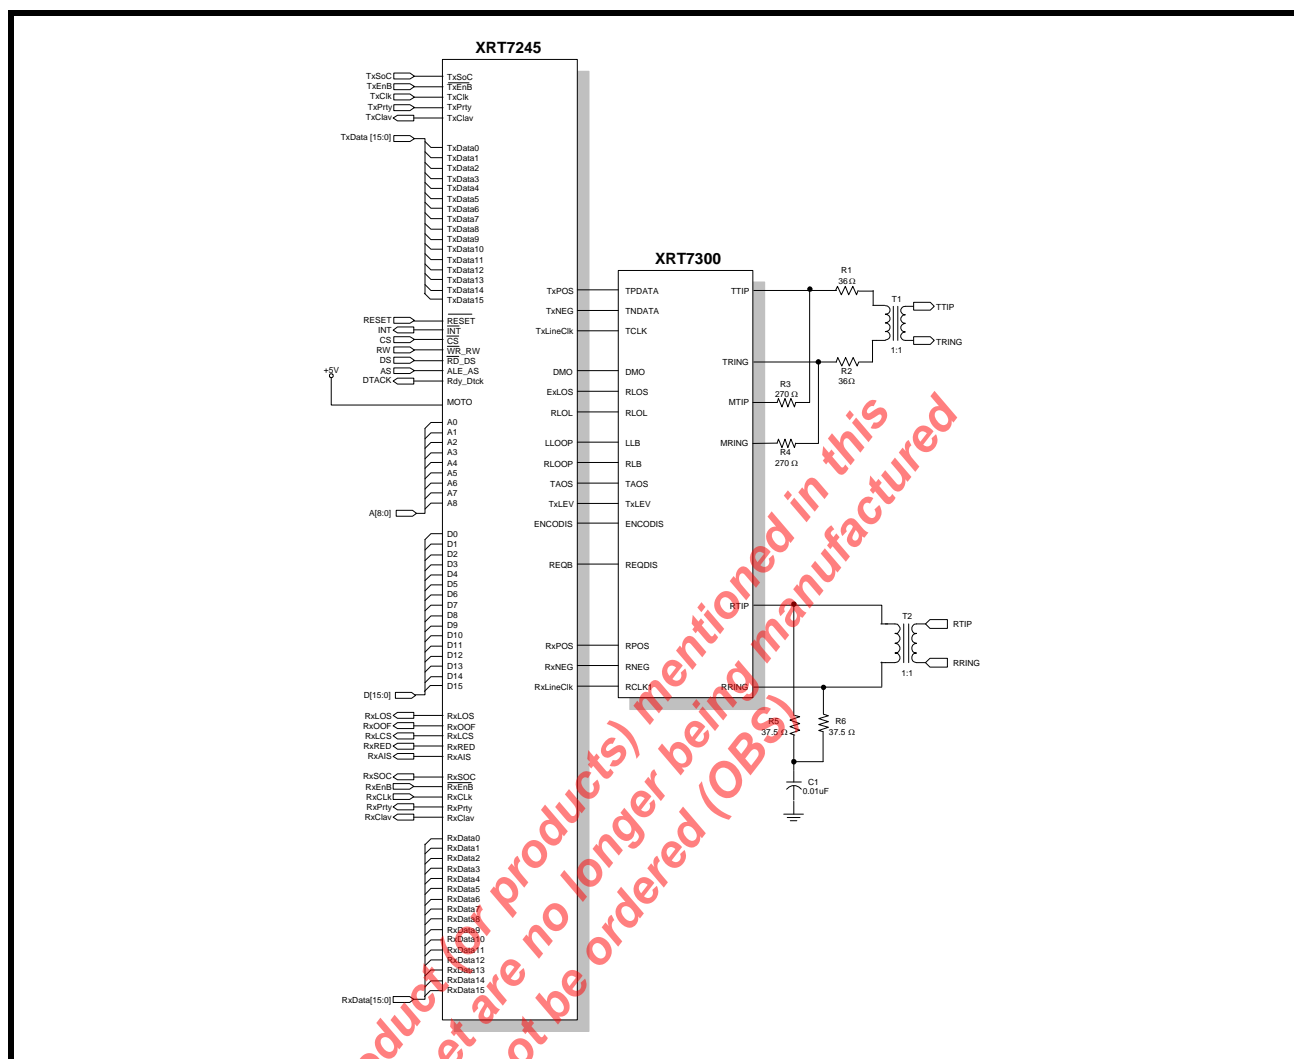 XRT7245
TxSoC TxSoC
TxEnB TxEnB
TxClk TxClk
TxPrty TxPrty
TxClav TxClav
TxData [15:0]
TxData0
TxData1
TxData2
TxData3
TxData4
TxData5
TxData6
TxData7
TxData8
TxData9
TxData10
TxData11
TxData12
TxData13
TxData14
TxData15
RESET RESET
INT INT
CS CS
RW WR_RW
DS RD_DS
AS ALE_AS
DTACK Rdy_Dtck
+5V
MOTO
A0
A1
A2
A3
A4
A5
A6
A7
A8
A[8:0]
D0
D1
D2
D3
D4
D5
D6
D7
D8
D9
D10
D11
D12
D13
D14
D15
D[15:0]
RxLOS RxLOS
RxOOF RxOOF
RxLCS RxLCS
RxRED RxRED
RxAIS RxAIS
RxSOC RxSOC
RxEnB RxEnB
RxCLk RxCLk
RxPrty RxPrty
RxClav RxClav
RxData0
RxData1
RxData2
RxData3
RxData4
RxData5
RxData6
RxData7
RxData8
RxData9
RxData10
RxData11
RxData12
RxData13
RxData14
RxData15
RxData[15:0]
XRT7300
TxPOS TPDATA
TxNEG TNDATA
TxLineClk TCLK
DMO DMO
ExLOS RLOS
RLOL RLOL
LLOOP LLB
RLOOP RLB
TAOS TAOS
TxLEV TxLEV
ENCODIS ENCODIS
REQB REQDIS
RxPOS RPOS
RxNEG RNEG
RxLineClk RCLK1
TTIP
TRING
MTIP
MRING
RTIP
RRING
R1
36Ω
T1
1:1
TTIP
TRING
R2
36Ω
R3
270 Ω
R4
270 Ω
T2
1:1
RTIP
RRING
R5
37.5 Ω
R6
37.5 Ω
C1
0.01uF
(or products) mentioned in this
are no longer being manufactured
be ordered (OBS)